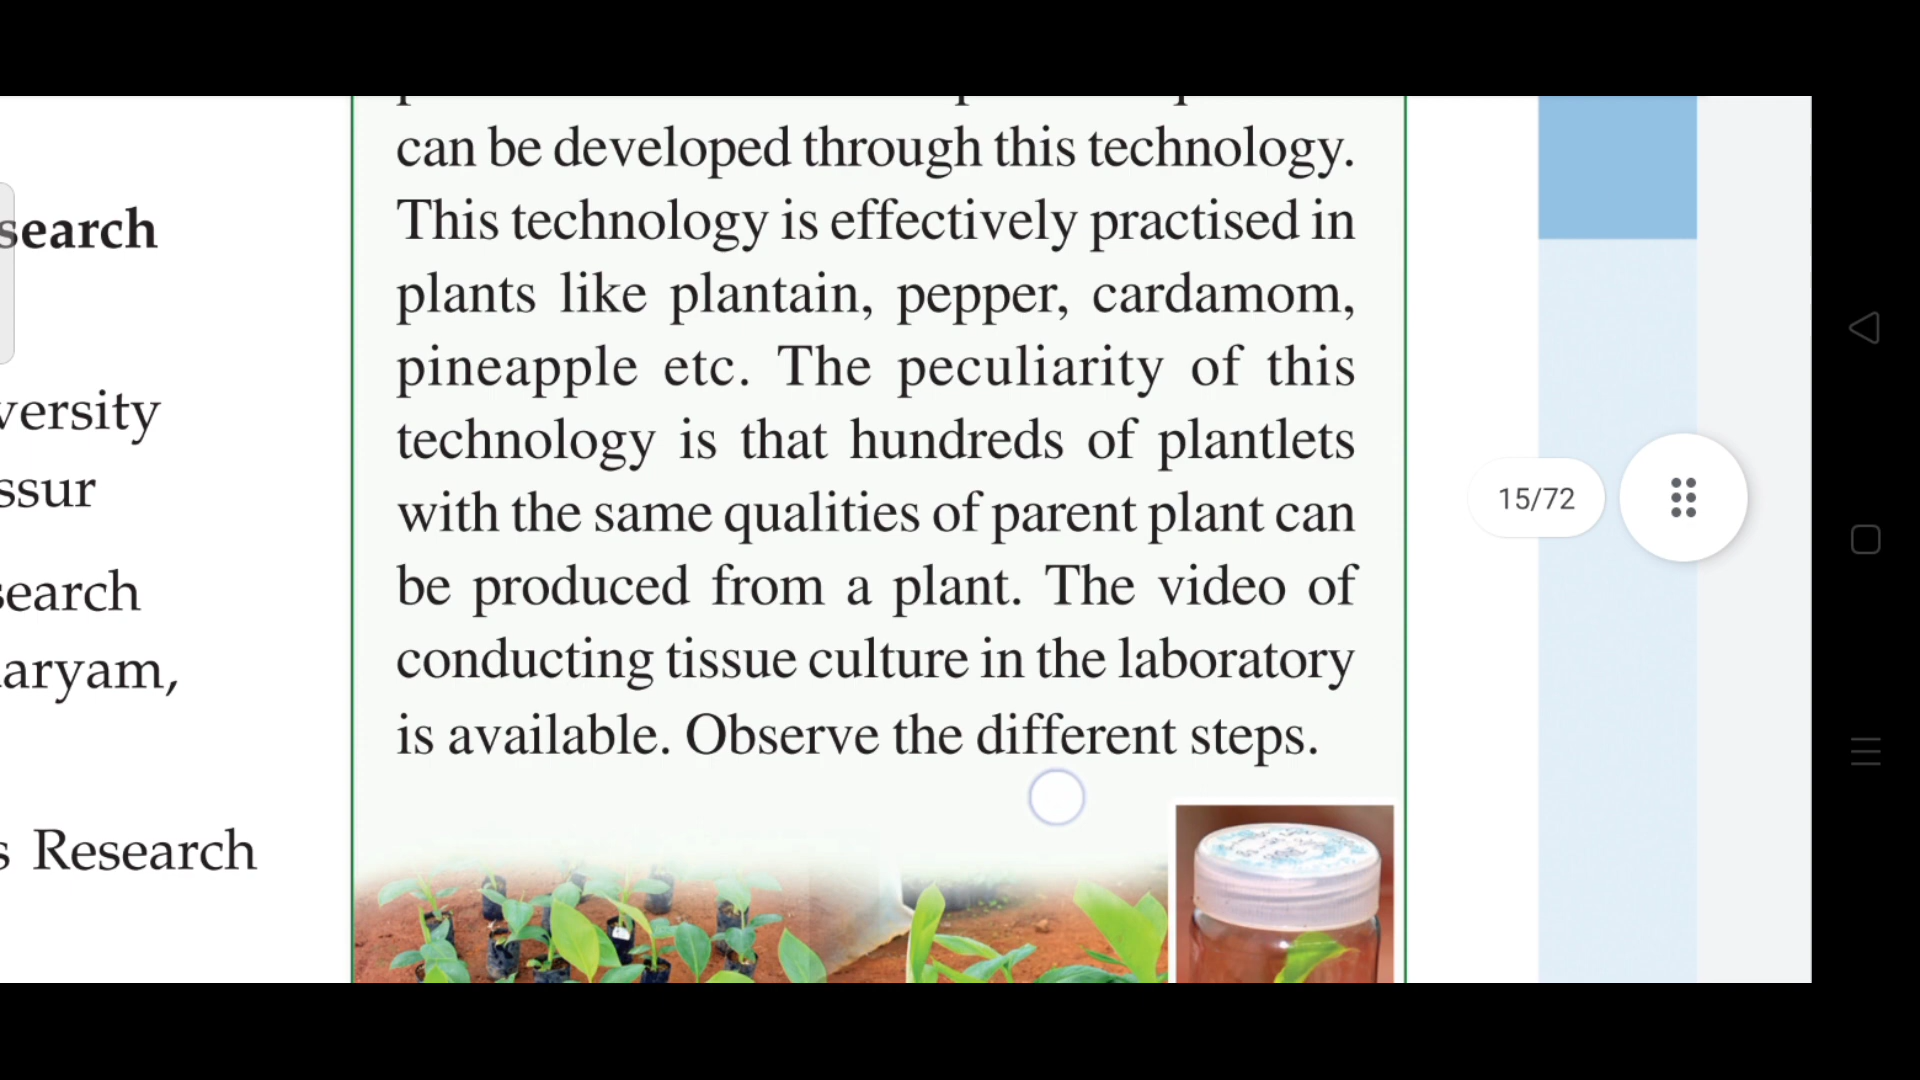 can be developed through this technology.
This technology is effectively practised in
plants like plantain, pepper, cardamom,
pineapple etc. The peculiarity of this
technology is that hundreds of plantlets
with the same qualities of parent plant can
be produced from a plant. The video of
conducting tissue culture in the laboratory
is available. Observe the different steps.
search
versity
ssur
search
aryam,
s Research
15/72